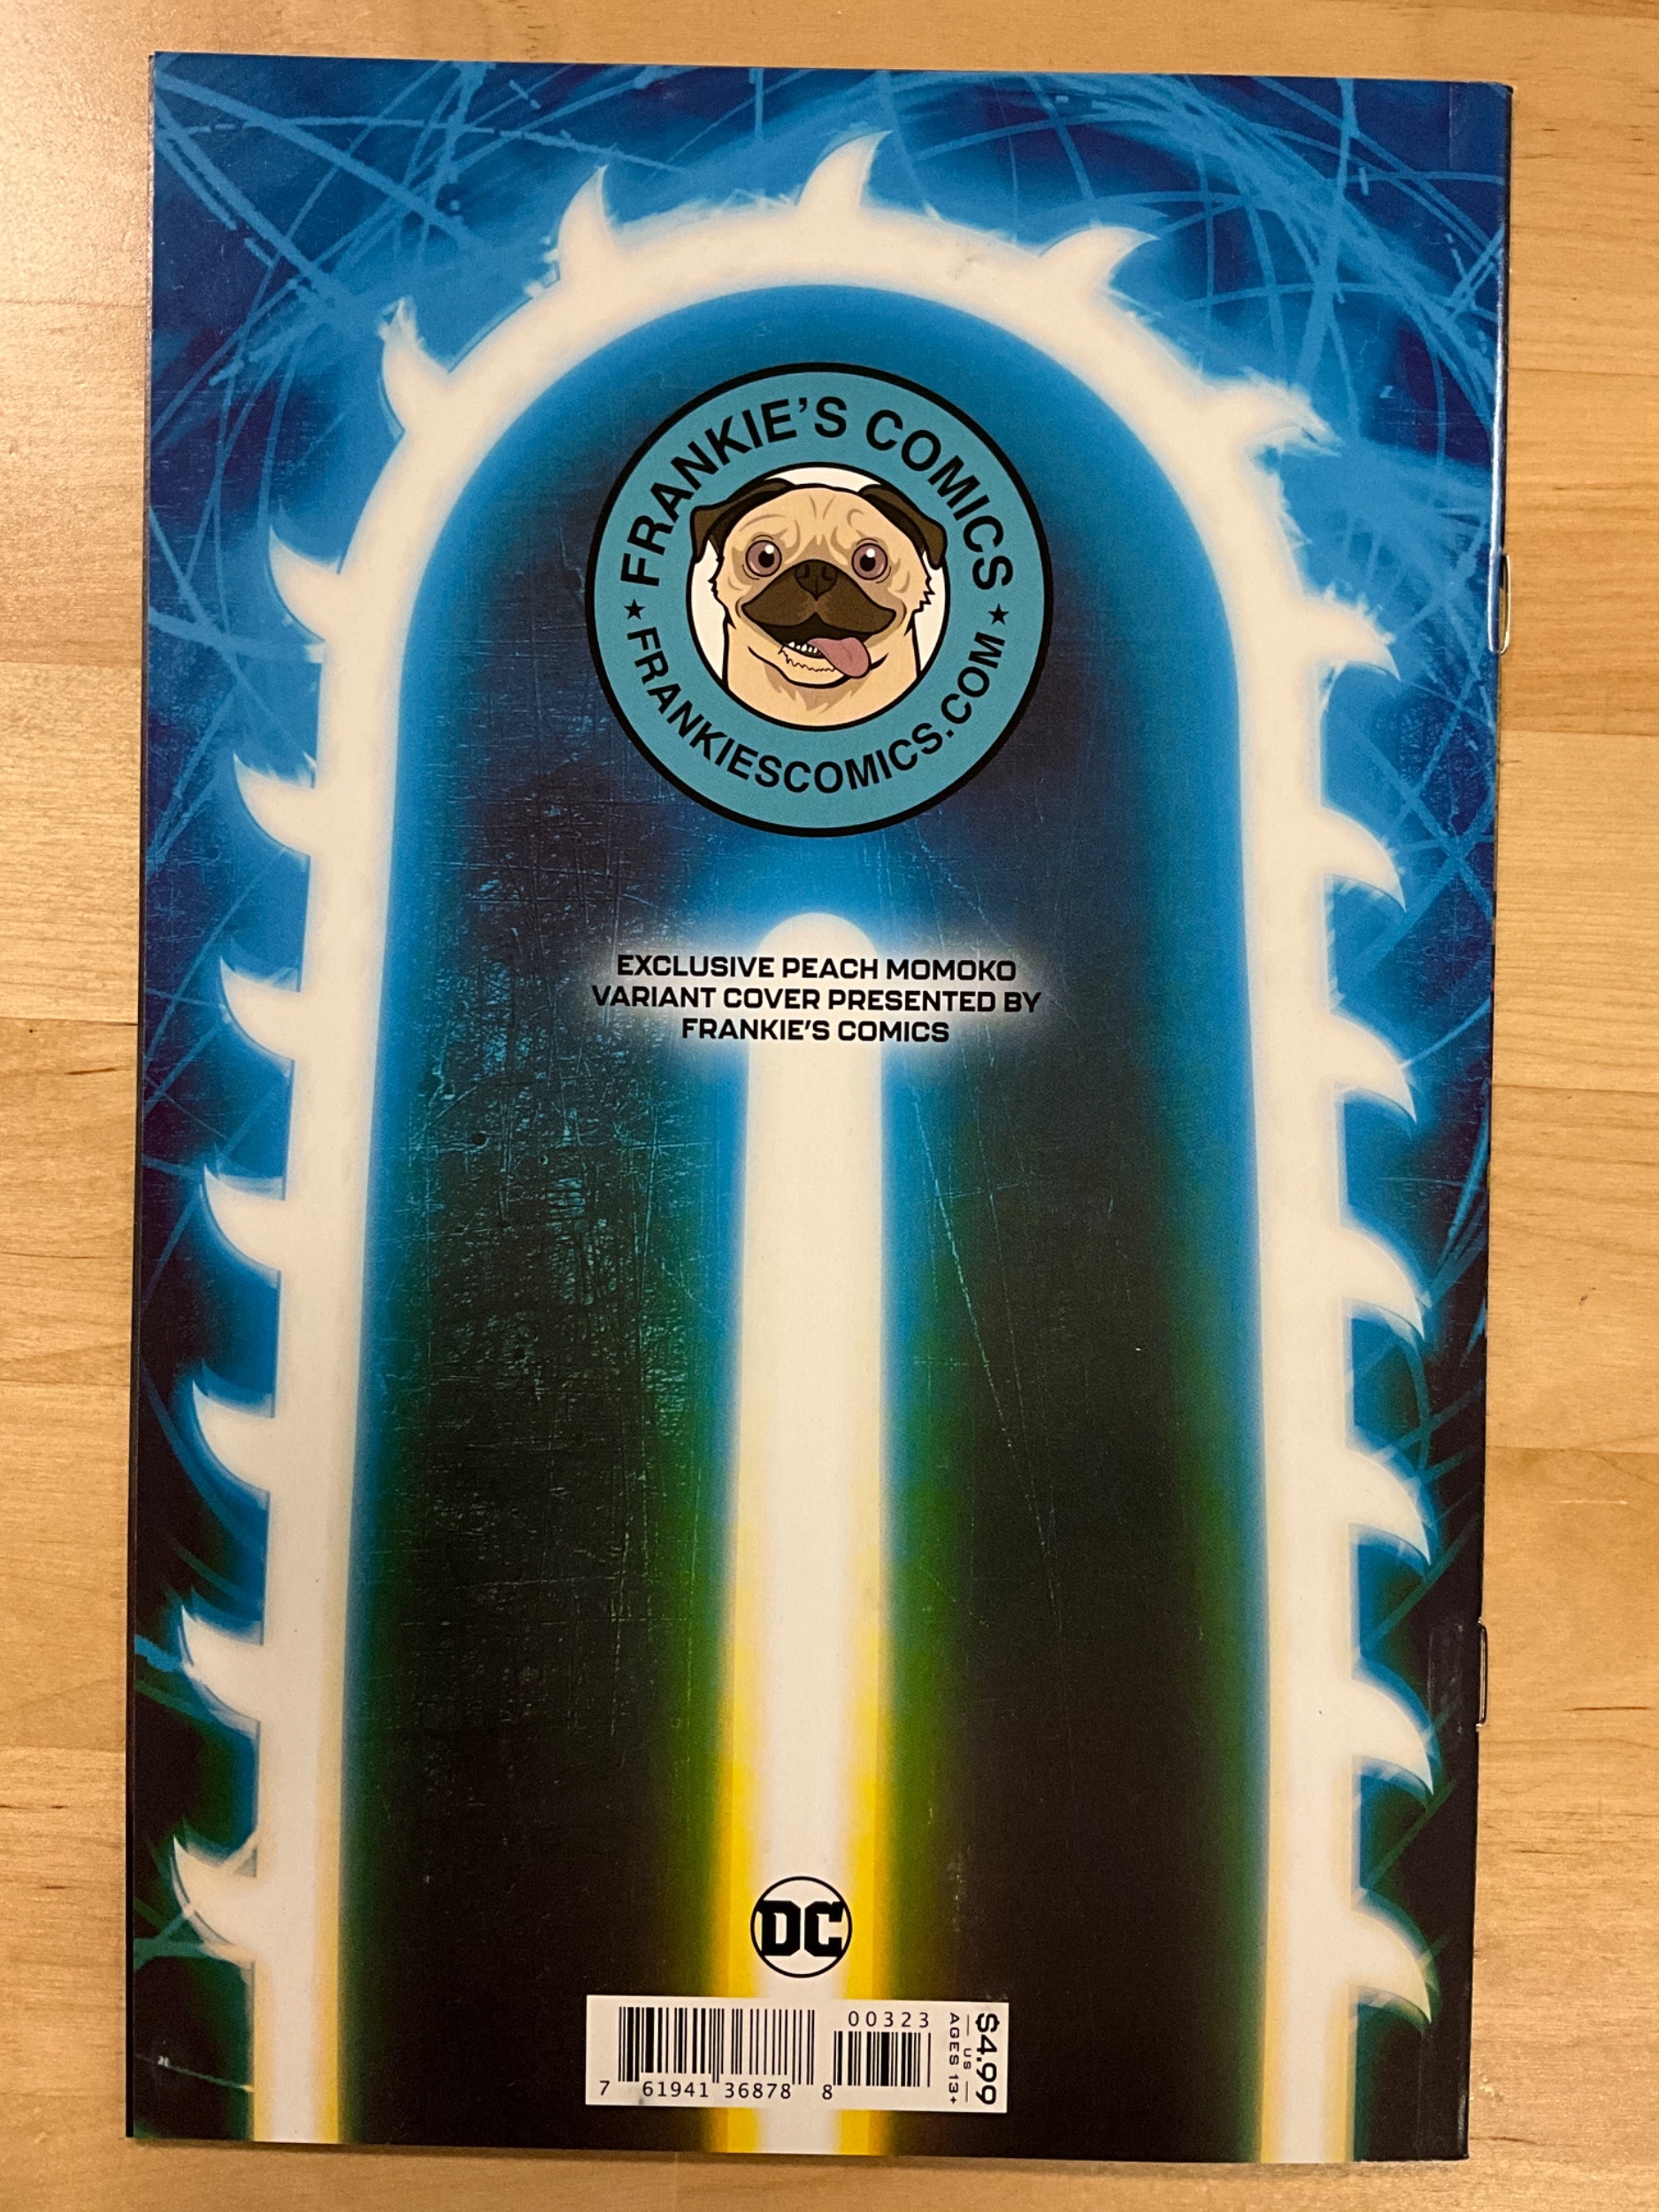 FRANKIE'S COMICS
★ FRANKIESCOMICS.COM ★
EXCLUSIVE PEACH MOMOKO
VARIANT COVER PRESENTED BY
FRANKIE'S COMICS
DC
00323
7 61941 36878 8
$4.99
US
AGES 13+